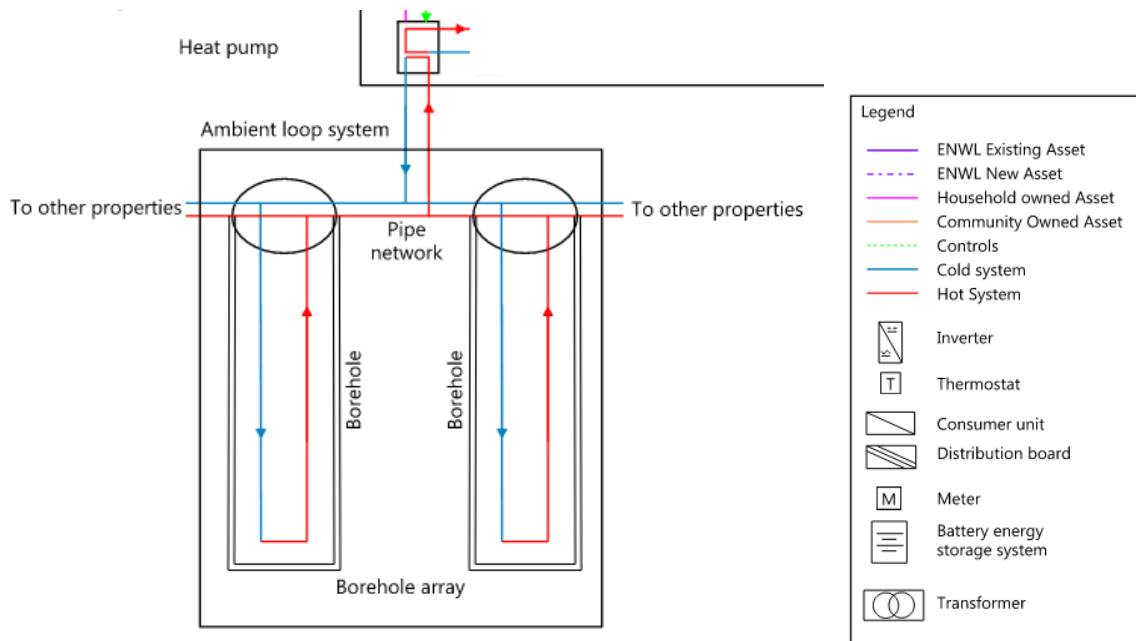 Heat pump
Ambient loop system
To other properties
To other properties
Pipe
network
Borehole
Borehole
Borehole array
Legend
ENWL Existing Asset
ENWL New Asset
Household owned Asset
Community Owned Asset
Controls
Cold system
Hot System
Inverter
T
Thermostat
Consumer unit
Distribution board
M
Meter
Battery energy
storage system
Transformer